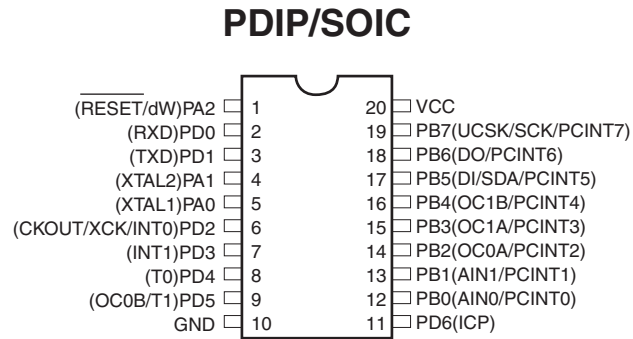 PDIP/SOIC
(RESET/dW)PA2 1 20 VCC
(RXD)PD0 2 19 PB7(UCSK/SCK/PCINT7)
(TXD)PD1 3 18 PB6(DO/PCINT6)
(XTAL2)PA1 4 17 PB5(DI/SDA/PCINT5)
(XTAL1)PA0 5 16 PB4(OC1B/PCINT4)
(CKOUT/XCK/INT0)PD2 6 15 PB3(OC1A/PCINT3)
(INT1)PD3 7 14 PB2(OC0A/PCINT2)
(T0)PD4 8 13 PB1(AIN1/PCINT1)
(OC0B/T1)PD5 9 12 PB0(AIN0/PCINT0)
GND 10 11 PD6(ICP)